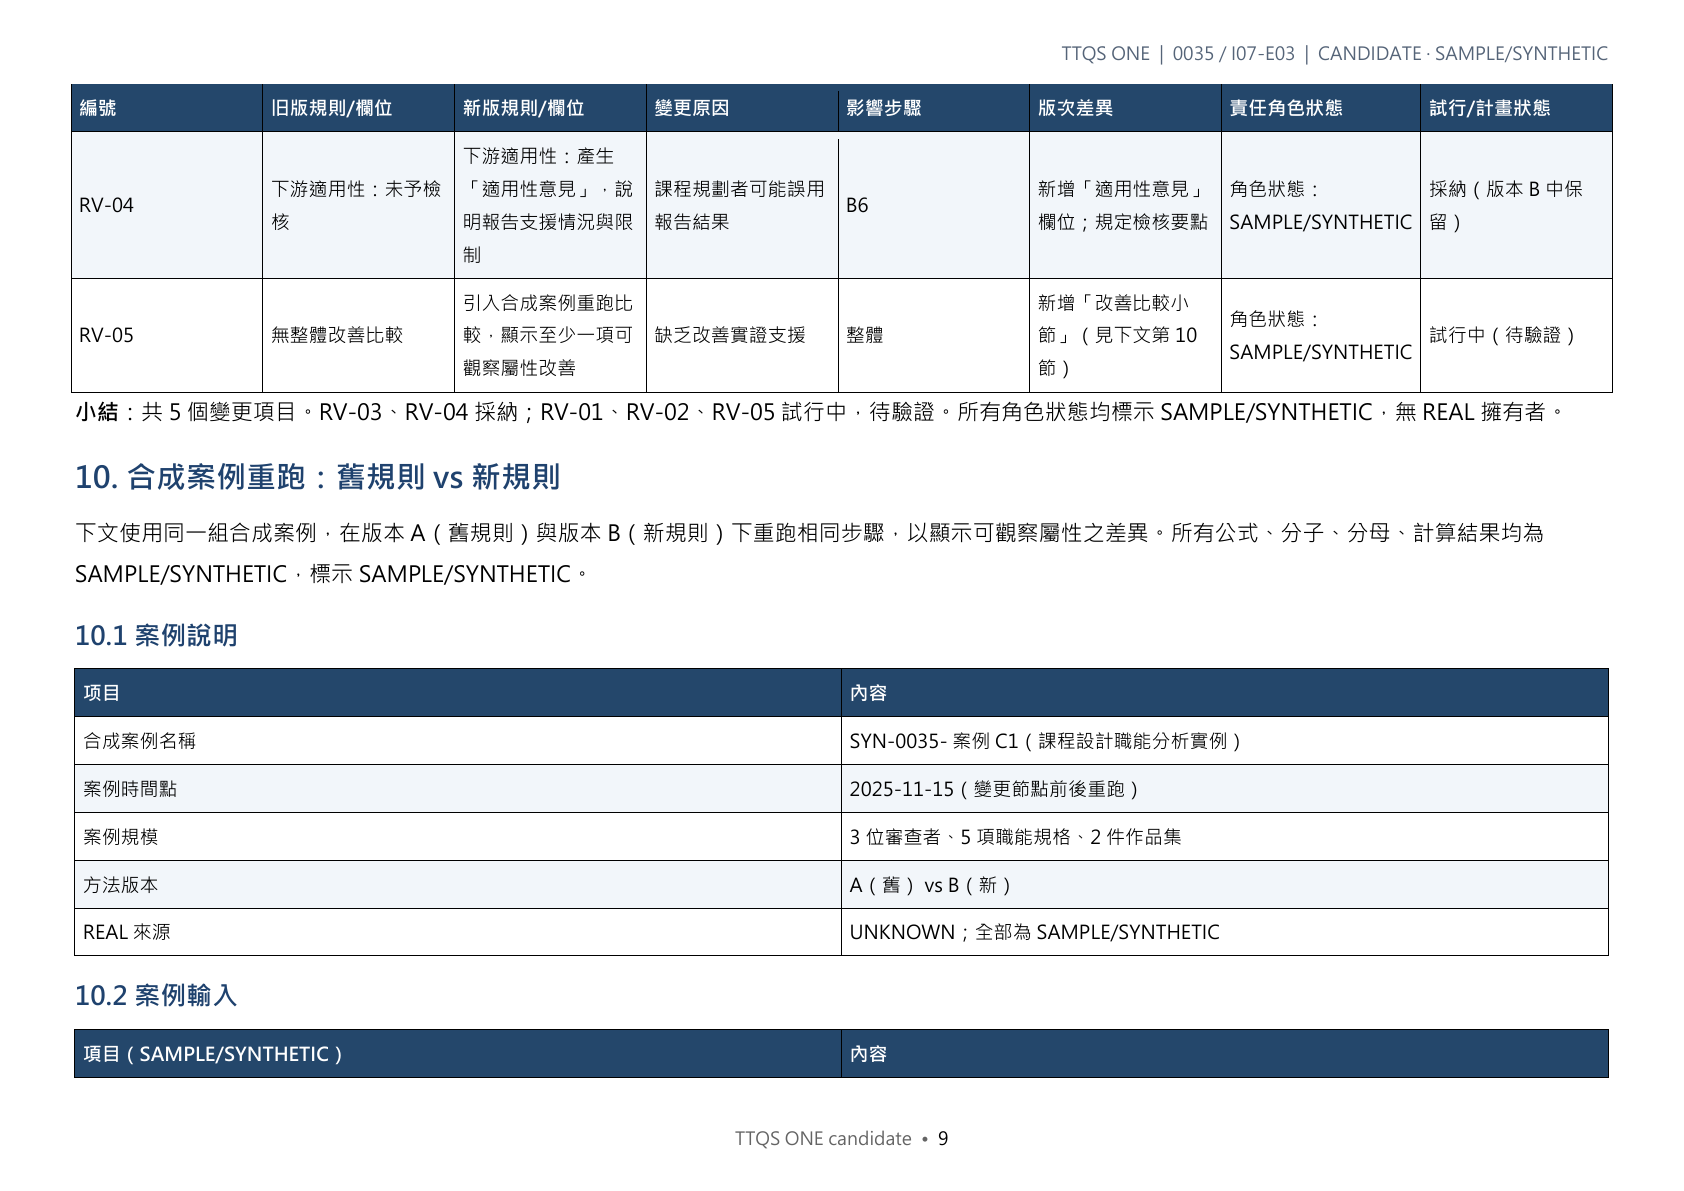 TTQS ONE | 0035 / I07-E03 | CANDIDATE · SAMPLE/SYNTHETIC
編號 旧版規則/欄位 新版規則/欄位 變更原因 影響步驟 版次差異 責任角色狀態 試行/計畫狀態
RV-04
下游適用性：未予檢
核
下游適用性：產生
「適用性意見」，說
明報告支援情況與限
制
課程規劃者可能誤用
報告結果
B6
新增「適用性意見」
欄位；規定檢核要點
角色狀態：
SAMPLE/SYNTHETIC
採納（版本 B 中保
留）
RV-05
無整體改善比較
引入合成案例重跑比
較，顯示至少一項可
觀察屬性改善
缺乏改善實證支援
整體
新增「改善比較小
節」（見下文第 10
節）
角色狀態：
SAMPLE/SYNTHETIC
試行中（待驗證）
小結：共 5 個變更項目。RV-03、RV-04 採納；RV-01、RV-02、RV-05 試行中，待驗證。所有角色狀態均標示 SAMPLE/SYNTHETIC，無 REAL 擁有者。
10. 合成案例重跑：舊規則 vs 新規則
下文使用同一組合成案例，在版本 A（舊規則）與版本 B（新規則）下重跑相同步驟，以顯示可觀察屬性之差異。所有公式、分子、分母、計算結果均為
SAMPLE/SYNTHETIC，標示 SAMPLE/SYNTHETIC。
10.1 案例說明
项目 內容
合成案例名稱 SYN-0035- 案例 C1（課程設計職能分析實例）
案例時間點 2025-11-15（變更節點前後重跑）
案例規模 3 位審查者、5 項職能規格、2 件作品集
方法版本 A（舊） vs B（新）
REAL 來源 UNKNOWN；全部為 SAMPLE/SYNTHETIC
10.2 案例輸入
項目（SAMPLE/SYNTHETIC） 內容
TTQS ONE candidate • 9